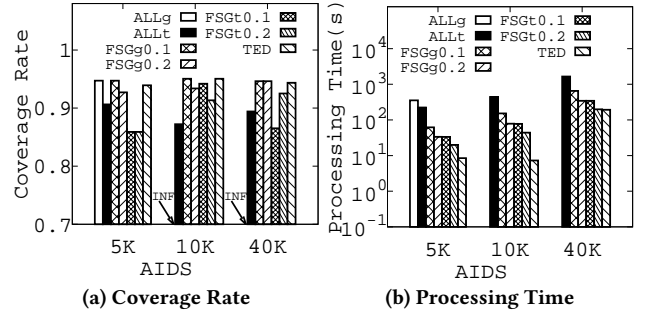 ALLg
ALLt
FSGg0.1
FSGg0.2
FSGt0.1
FSGt0.2
TED
Coverage Rate
1
0.9
0.8
0.7
INF
INF
5K 10K 40K
AIDS
(a) Coverage Rate
ALLg
ALLt
FSGg0.1
FSGg0.2
FSGt0.1
FSGt0.2
TED
Processing Time(s)
10^4
10^3
10^2
10^1
10^0
10^-1
5K 10K 40K
AIDS
(b) Processing Time